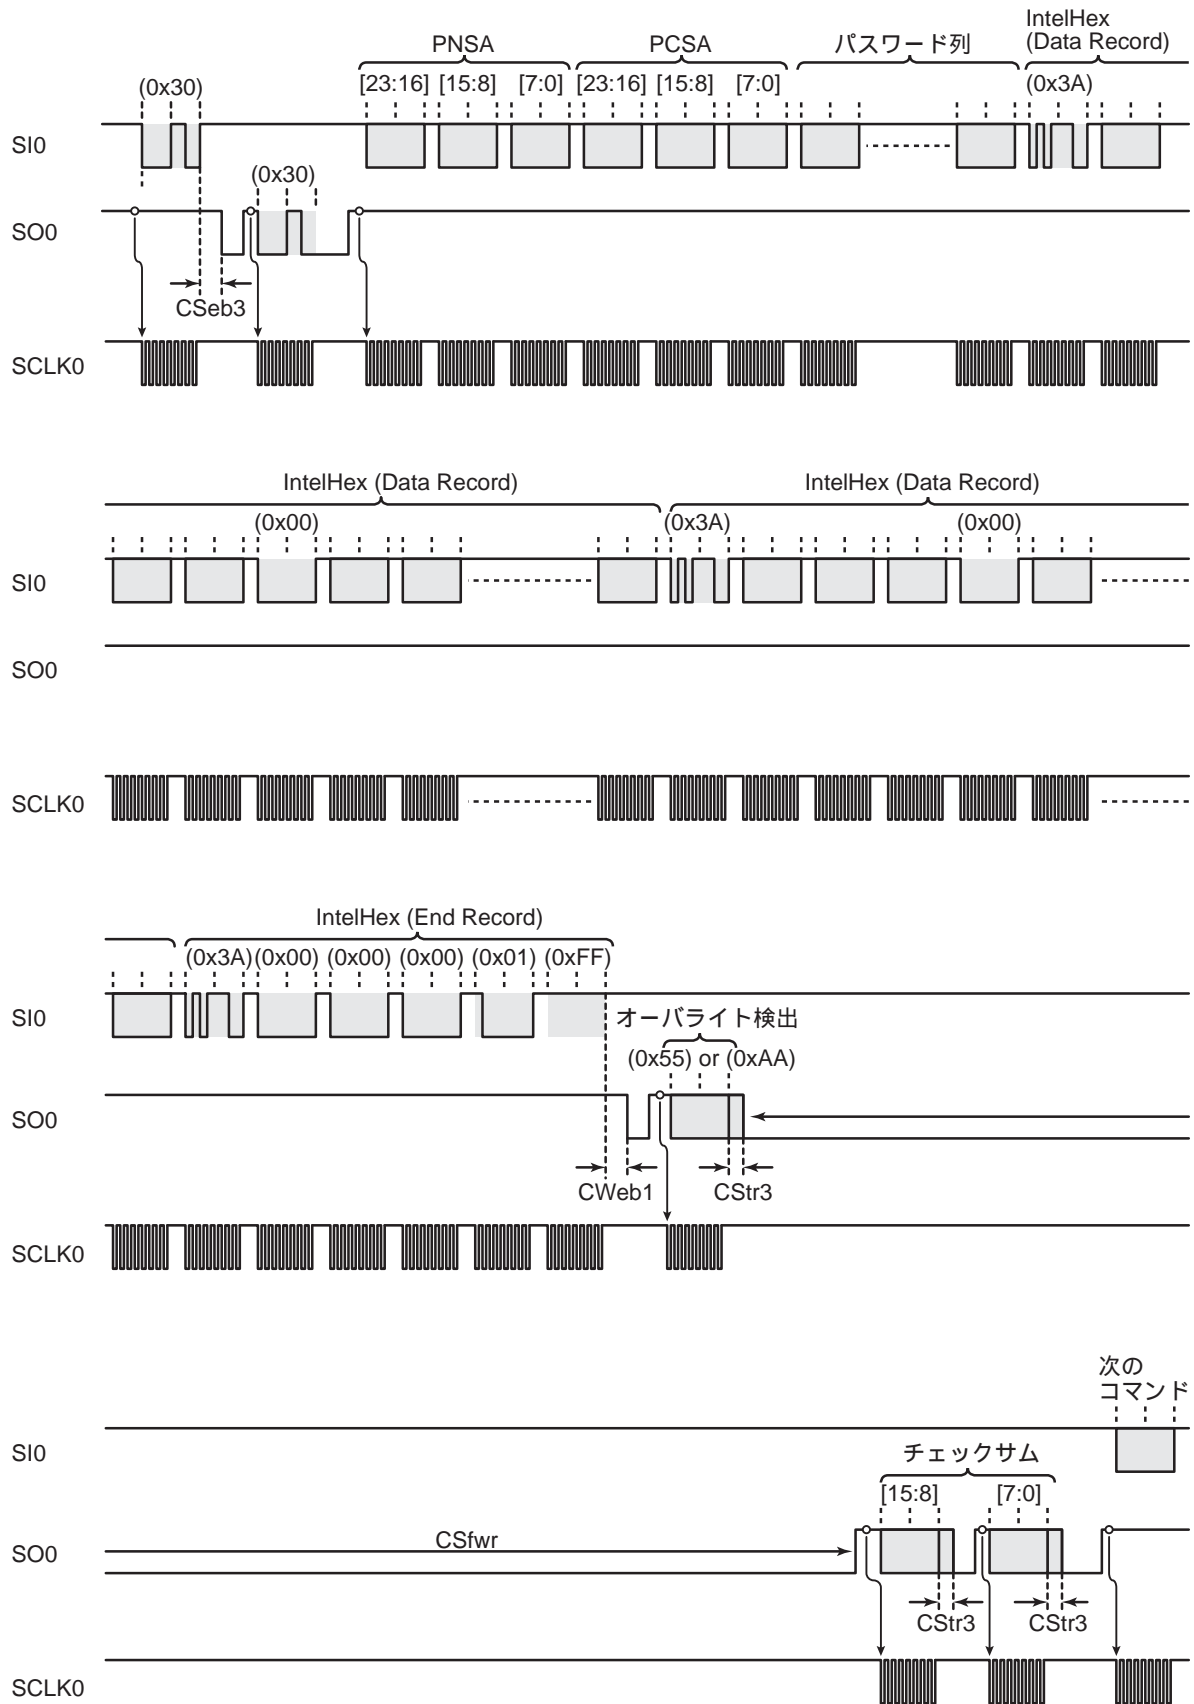 IntelHex
(Data Record)
PNSA PCSA パスワード列
(0x30) [23:16] [15:8] [7:0] [23:16] [15:8] [7:0] (0x3A)
SI0
(0x30)
SO0
CSeb3
SCLK0
IntelHex (Data Record) IntelHex (Data Record)
(0x00) (0x3A) (0x00)
SI0
SO0
SCLK0
IntelHex (End Record)
(0x3A) (0x00) (0x00) (0x00) (0x01) (0xFF)
SI0
オーバライト検出
(0x55) or (0xAA)
SO0
CWeb1 CStr3
SCLK0
次の
コマンド
SI0
チェックサム
[15:8] [7:0]
CSfwr
SO0
CStr3 CStr3
SCLK0